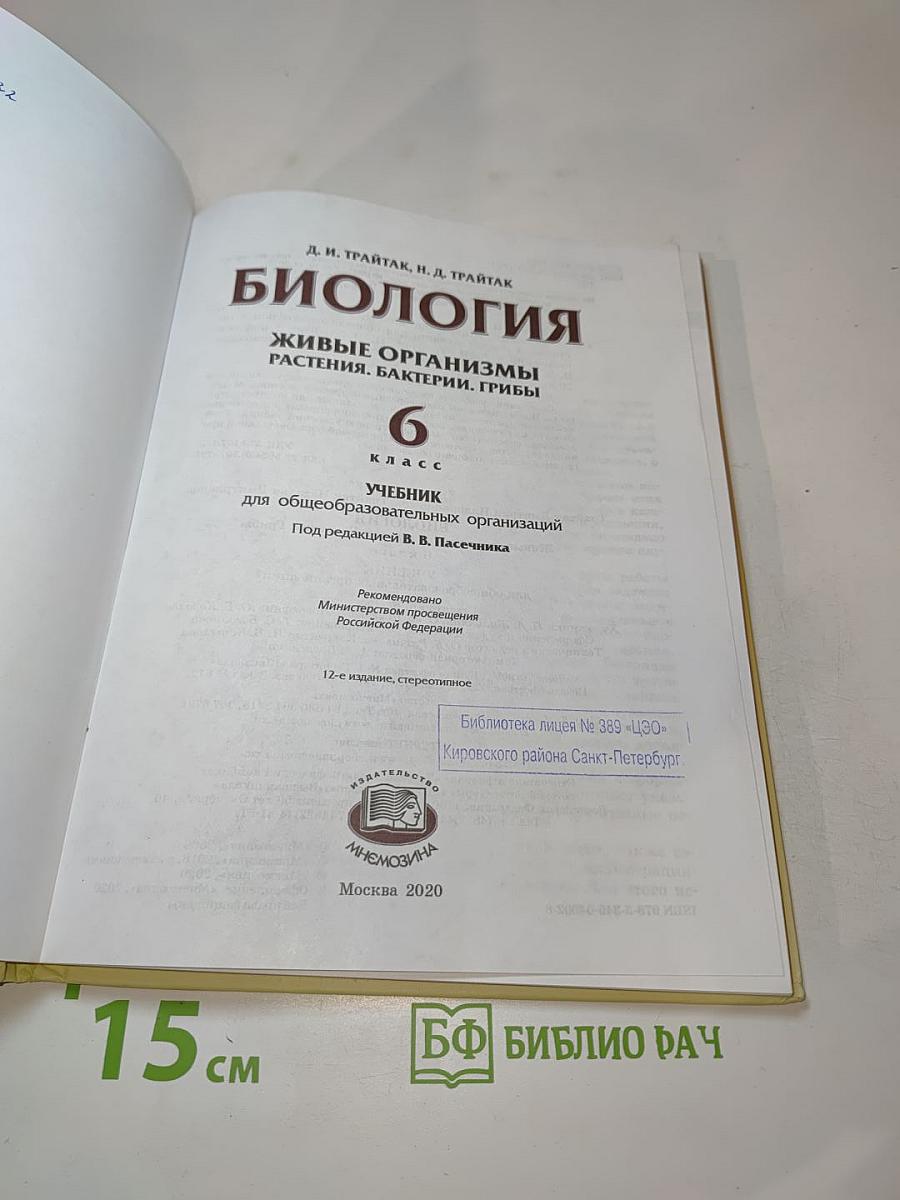 Д. И. ТРАЙТАК, Н. Д. ТРАЙТАК
БИОЛОГИЯ
ЖИВЫЕ ОРГАНИЗМЫ
РАСТЕНИЯ. БАКТЕРИИ. ГРИБЫ
6
класс
УЧЕБНИК
для общеобразовательных организаций
Под редакцией В. В. Пасечника
Рекомендовано
Министерством просвещения
Российской Федерации
12-е издание, стереотипное
Библиотека лицея № 389 «ЦЭО»
Кировского района Санкт-Петербург
ИЗДАТЕЛЬСТВО
МНЕМОЗИНА
Москва 2020
15 см
БФ БИБЛИО РАЧ